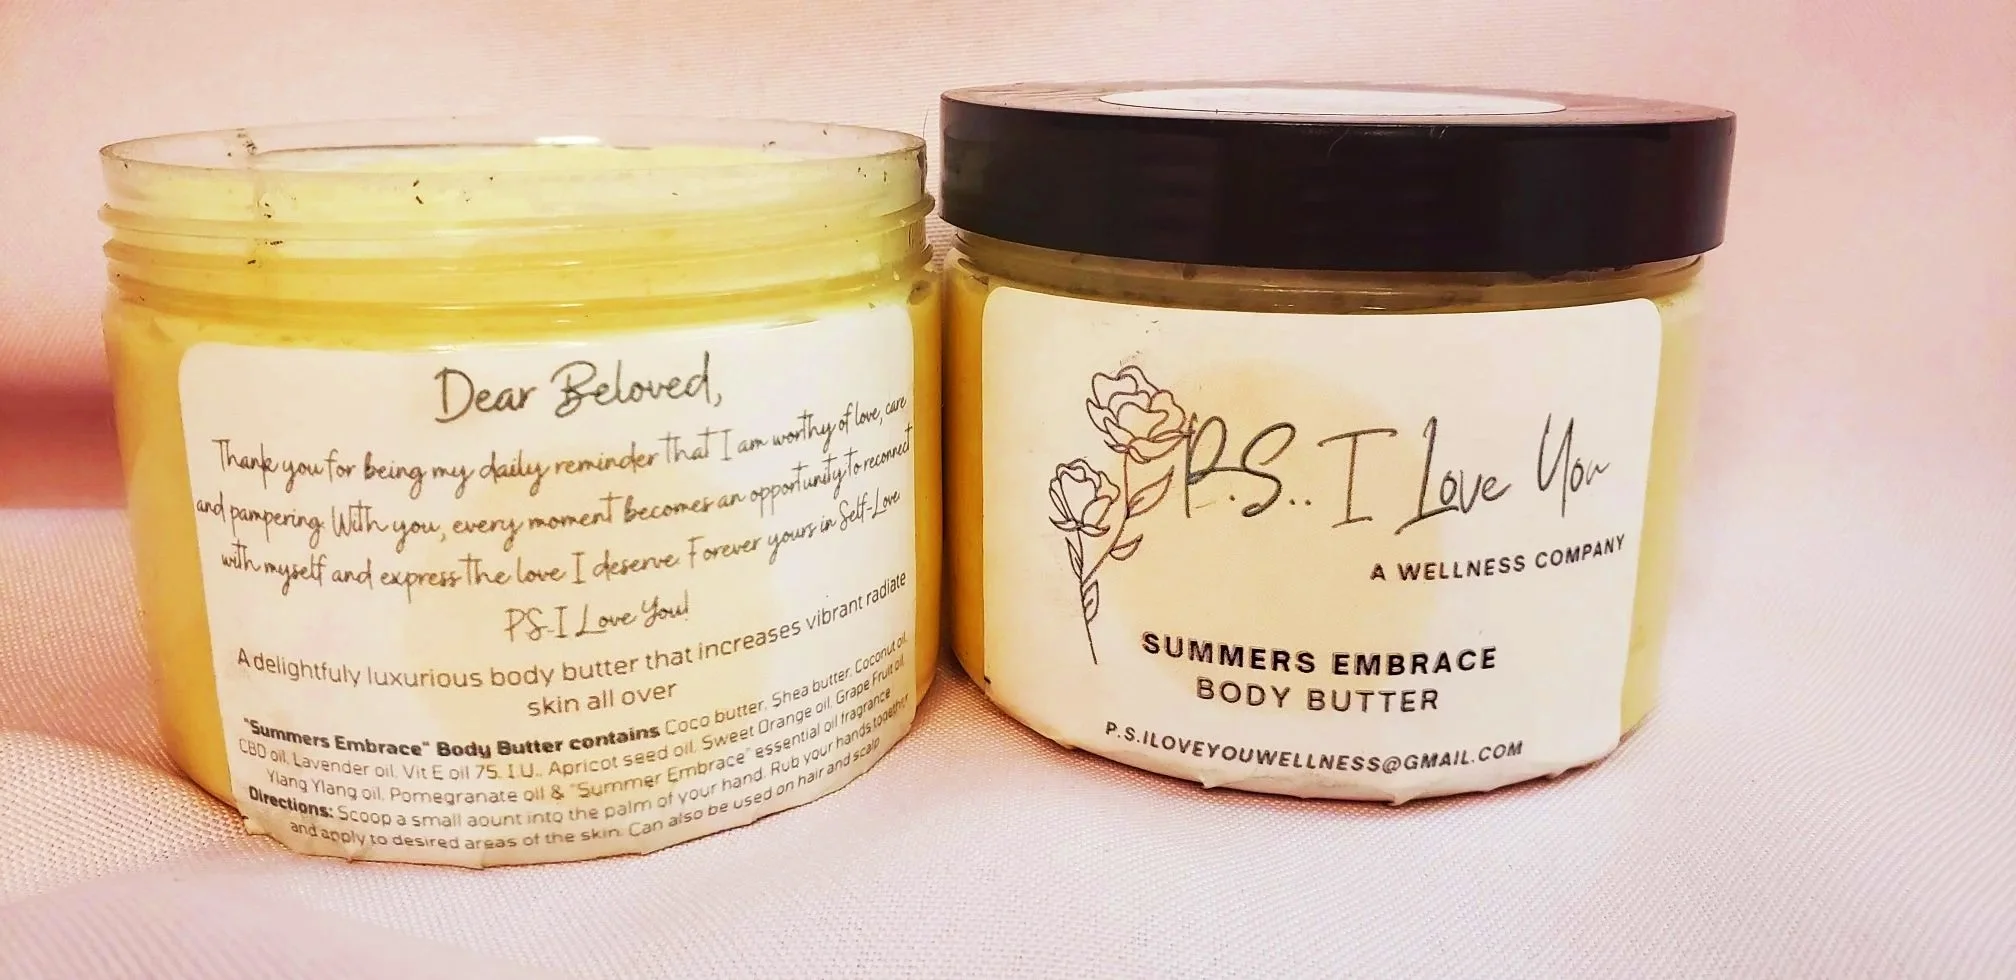 Dear Beloved,
Thank you for being my daily reminder that I am worthy of love, care
and pampering. With you, every moment becomes an opportunity to reconnect
with myself and express the love I deserve. Forever yours in Self-Love
P.S-I Love You!
A delightfuly luxurious body butter that increases vibrant radiate
skin all over
"Summers Embrace" Body Butter contains Coco butter, Shea butter, Coconut oil,
CBD oil, Lavender oil, Vit E oil 75, I.U., Apricot seed oil, Sweet Orange oil, Grape Fruit oil,
Ylang Ylang oil, Pomegranate oil & "Summer Embrace" essential oil fragrance
Directions: Scoop a small aount into the palm of your hand. Rub your hands together
and apply to desired areas of the skin. Can also be used on hair and scalp
P.S.. I Love You
A WELLNESS COMPANY
SUMMERS EMBRACE
BODY BUTTER
P.S.ILOVEYOUWELLNESS@GMAIL.COM